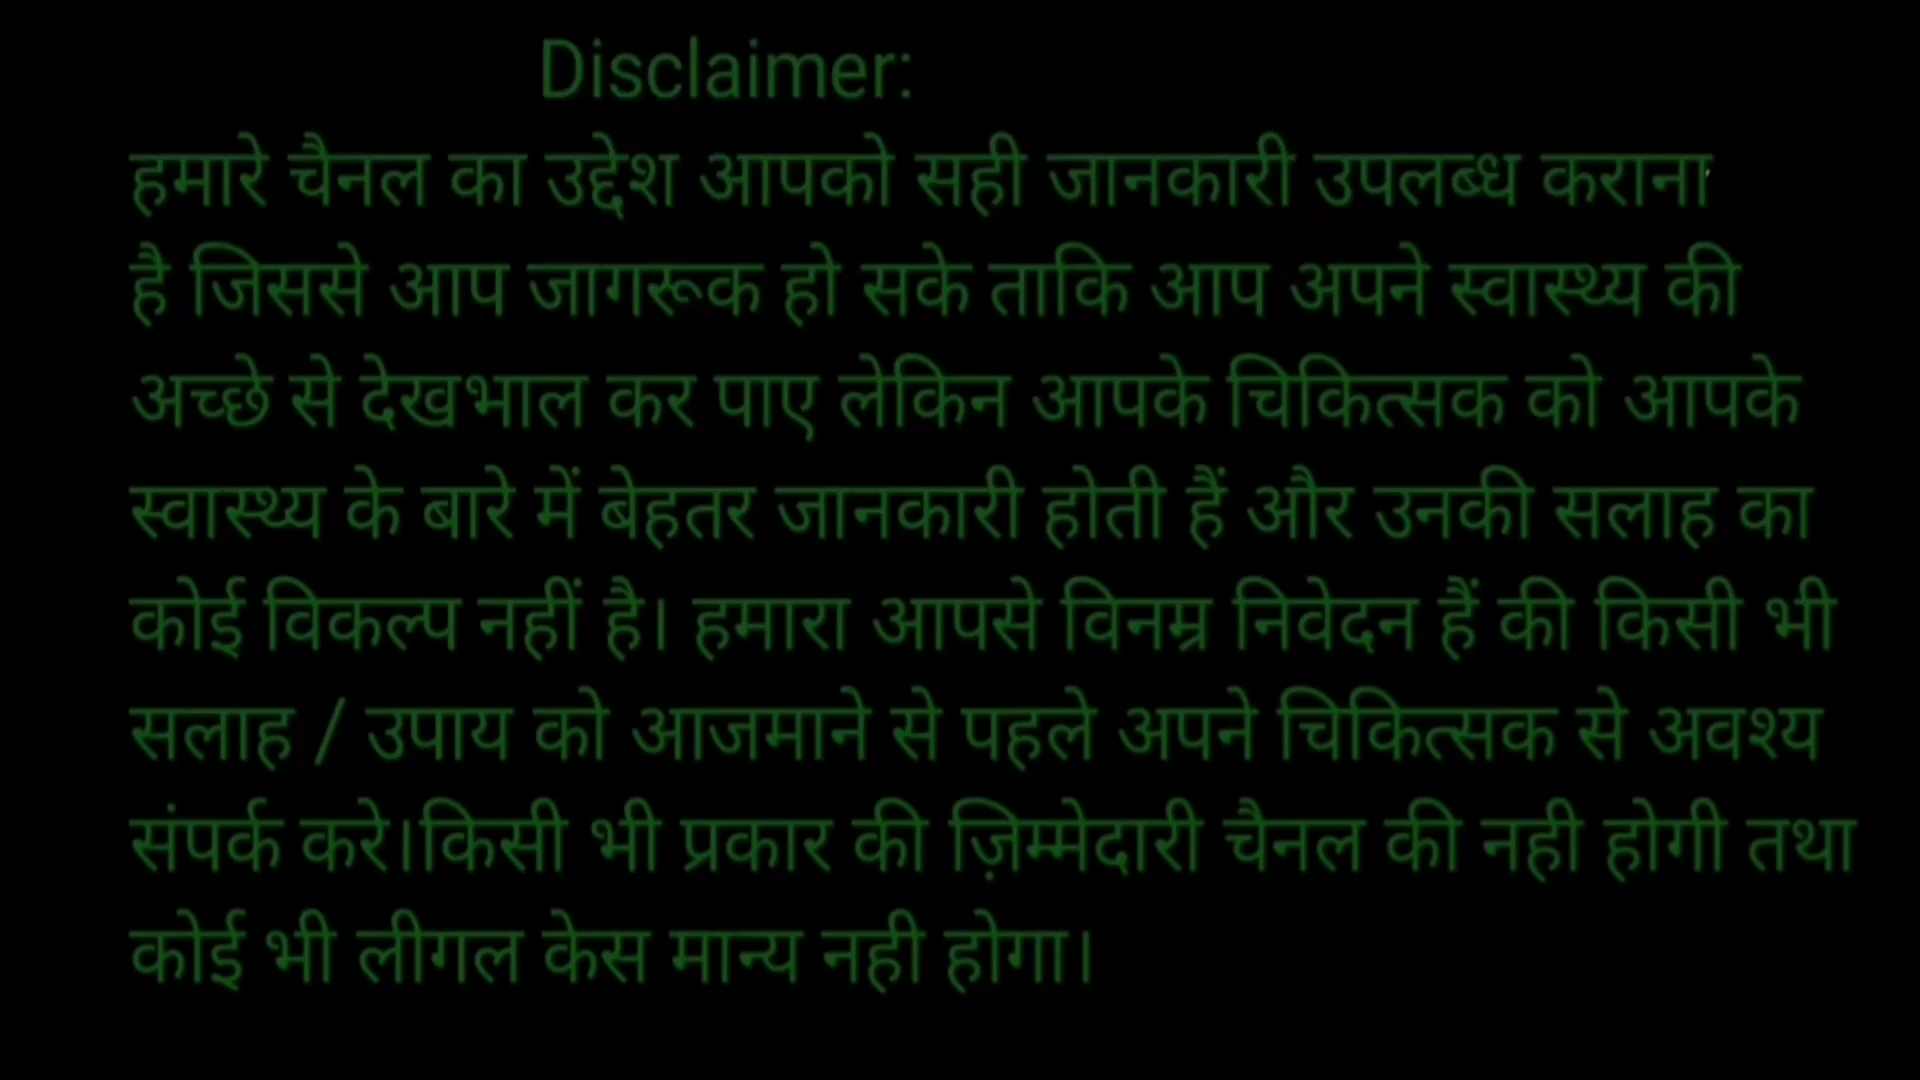 Disclaimer:
हमारे चैनल का उद्देश आपको सही जानकारी उपलब्ध कराना
है जिससे आप जागरूक हो सके ताकि आप अपने स्वास्थ्य की
अच्छे से देखभाल कर पाए लेकिन आपके चिकित्सक को आपके
स्वास्थ्य के बारे में बेहतर जानकारी होती हैं और उनकी सलाह का
कोई विकल्प नहीं है। हमारा आपसे विनम्र निवेदन हैं की किसी भी
सलाह / उपाय को आजमाने से पहले अपने चिकित्सक से अवश्य
संपर्क करे।किसी भी प्रकार की ज़िम्मेदारी चैनल की नही होगी तथा
कोई भी लीगल केस मान्य नही होगा।